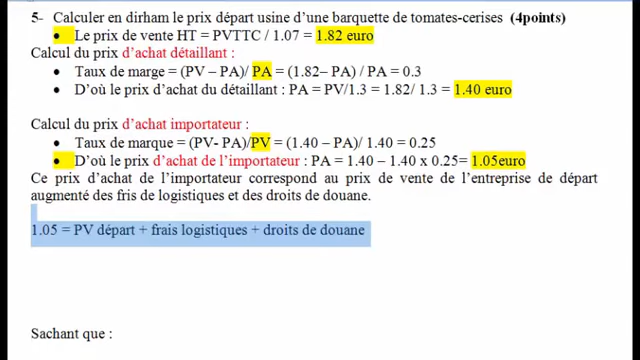 5- Calculer en dirham le prix départ usine d'une barquette de tomates-cerises (4points)
• Le prix de vente HT = PVTTC / 1.07 = 1.82 euro
Calcul du prix d'achat détaillant :
• Taux de marge = (PV – PA)/ PA = (1.82– PA) / PA = 0.3
• D'où le prix d'achat du détaillant : PA = PV/1.3 = 1.82/ 1.3 = 1.40 euro
Calcul du prix d'achat importateur :
• Taux de marque = (PV- PA)/PV = (1.40 – PA)/ 1.40 = 0.25
• D'où le prix d'achat de l'importateur : PA = 1.40 – 1.40 x 0.25= 1.05euro
Ce prix d'achat de l'importateur correspond au prix de vente de l'entreprise de départ
augmenté des fris de logistiques et des droits de douane.
1.05 = PV départ + frais logistiques + droits de douane
Sachant que :